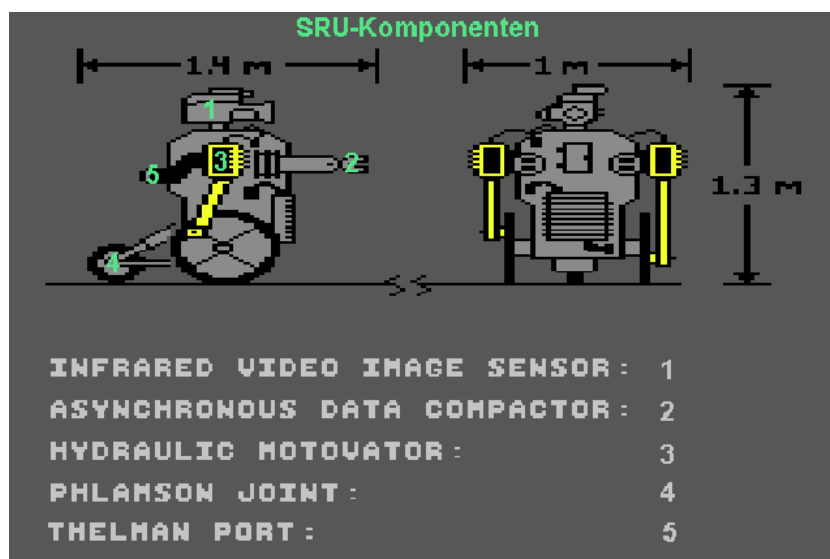 SRU-Komponenten
1.4 m
1 m
1
3
2
5
1.3 m
4
INFRARED VIDEO IMAGE SENSOR: 1
ASYNCHRONOUS DATA COMPACTOR: 2
HYDRAULIC MOTOVATOR: 3
PHLAMSON JOINT: 4
THELMAN PORT: 5